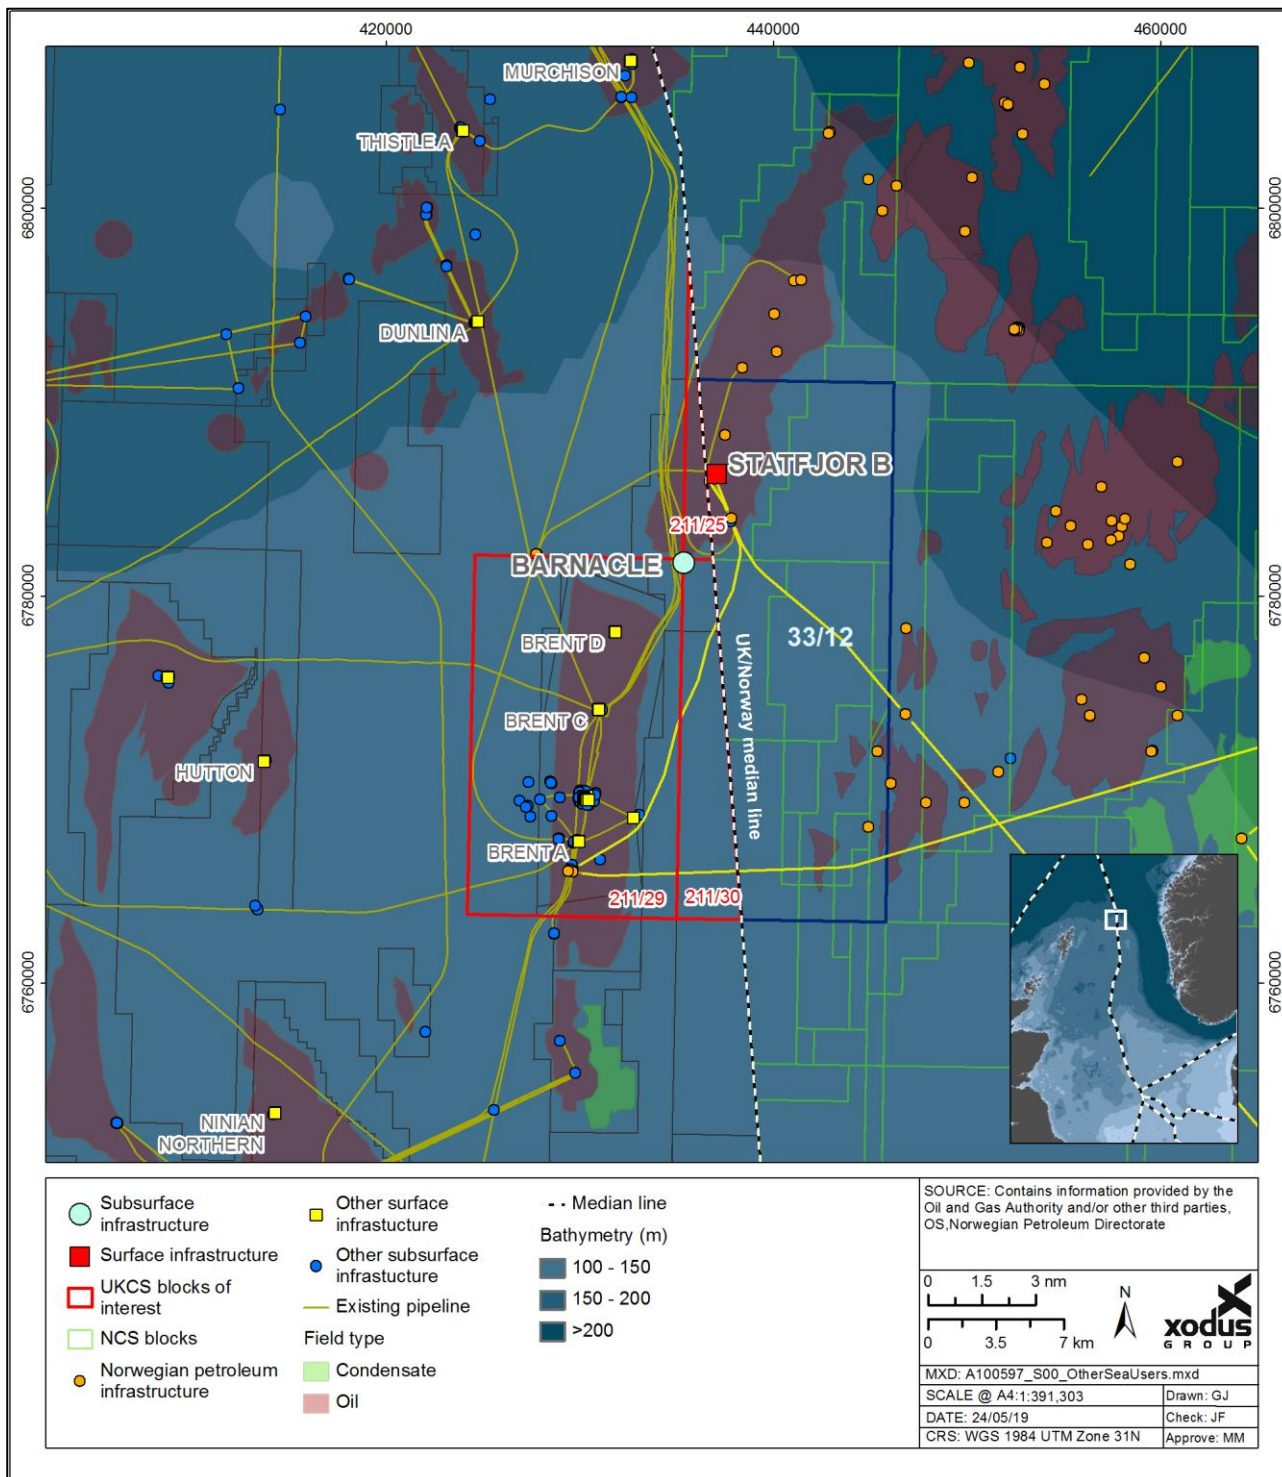 420000
440000
460000
MURCHISON
THISTLE A
6800000
6800000
DUNLIN A
STATFJOR B
211/25
BARNACLE
6780000
6780000
BRENT D
33/12
UK/Norway median line
BRENT C
HUTTON
BRENT A
211/29
211/30
6760000
6760000
NINIAN
NORTHERN
Subsurface
infrastructure
Surface infrastructure
UKCS blocks of
interest
NCS blocks
Norwegian petroleum
infrastructure
Other surface
infrastucture
Other subsurface
infrastucture
Existing pipeline
Field type
Condensate
Oil
Median line
Bathymetry (m)
100 - 150
150 - 200
>200
SOURCE: Contains information provided by the
Oil and Gas Authority and/or other third parties,
OS,Norwegian Petroleum Directorate
0 1.5 3 nm
0 3.5 7 km
N
xodus
GROUP
MXD: A100597_S00_OtherSeaUsers.mxd
SCALE @ A4:1:391,303
Drawn: GJ
DATE: 24/05/19
Check: JF
CRS: WGS 1984 UTM Zone 31N
Approve: MM